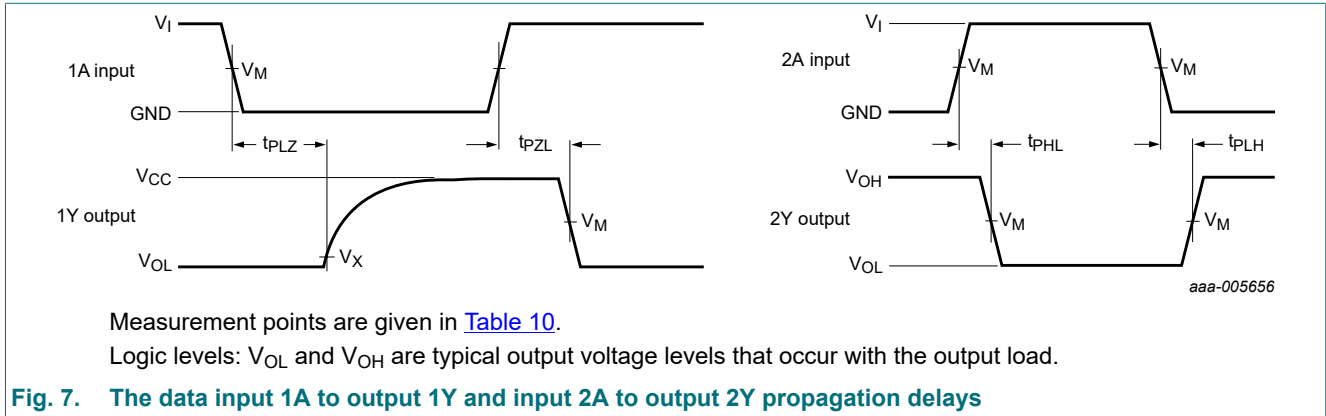 V_I
1A input
V_M
GND
t_PLZ
t_PZL
V_CC
1Y output
V_M
V_X
V_OL
V_I
2A input
V_M
V_M
GND
t_PHL
t_PLH
V_OH
2Y output
V_M
V_M
V_OL
aaa-005656
Measurement points are given in Table 10.
Logic levels: V_OL and V_OH are typical output voltage levels that occur with the output load.
Fig. 7. The data input 1A to output 1Y and input 2A to output 2Y propagation delays